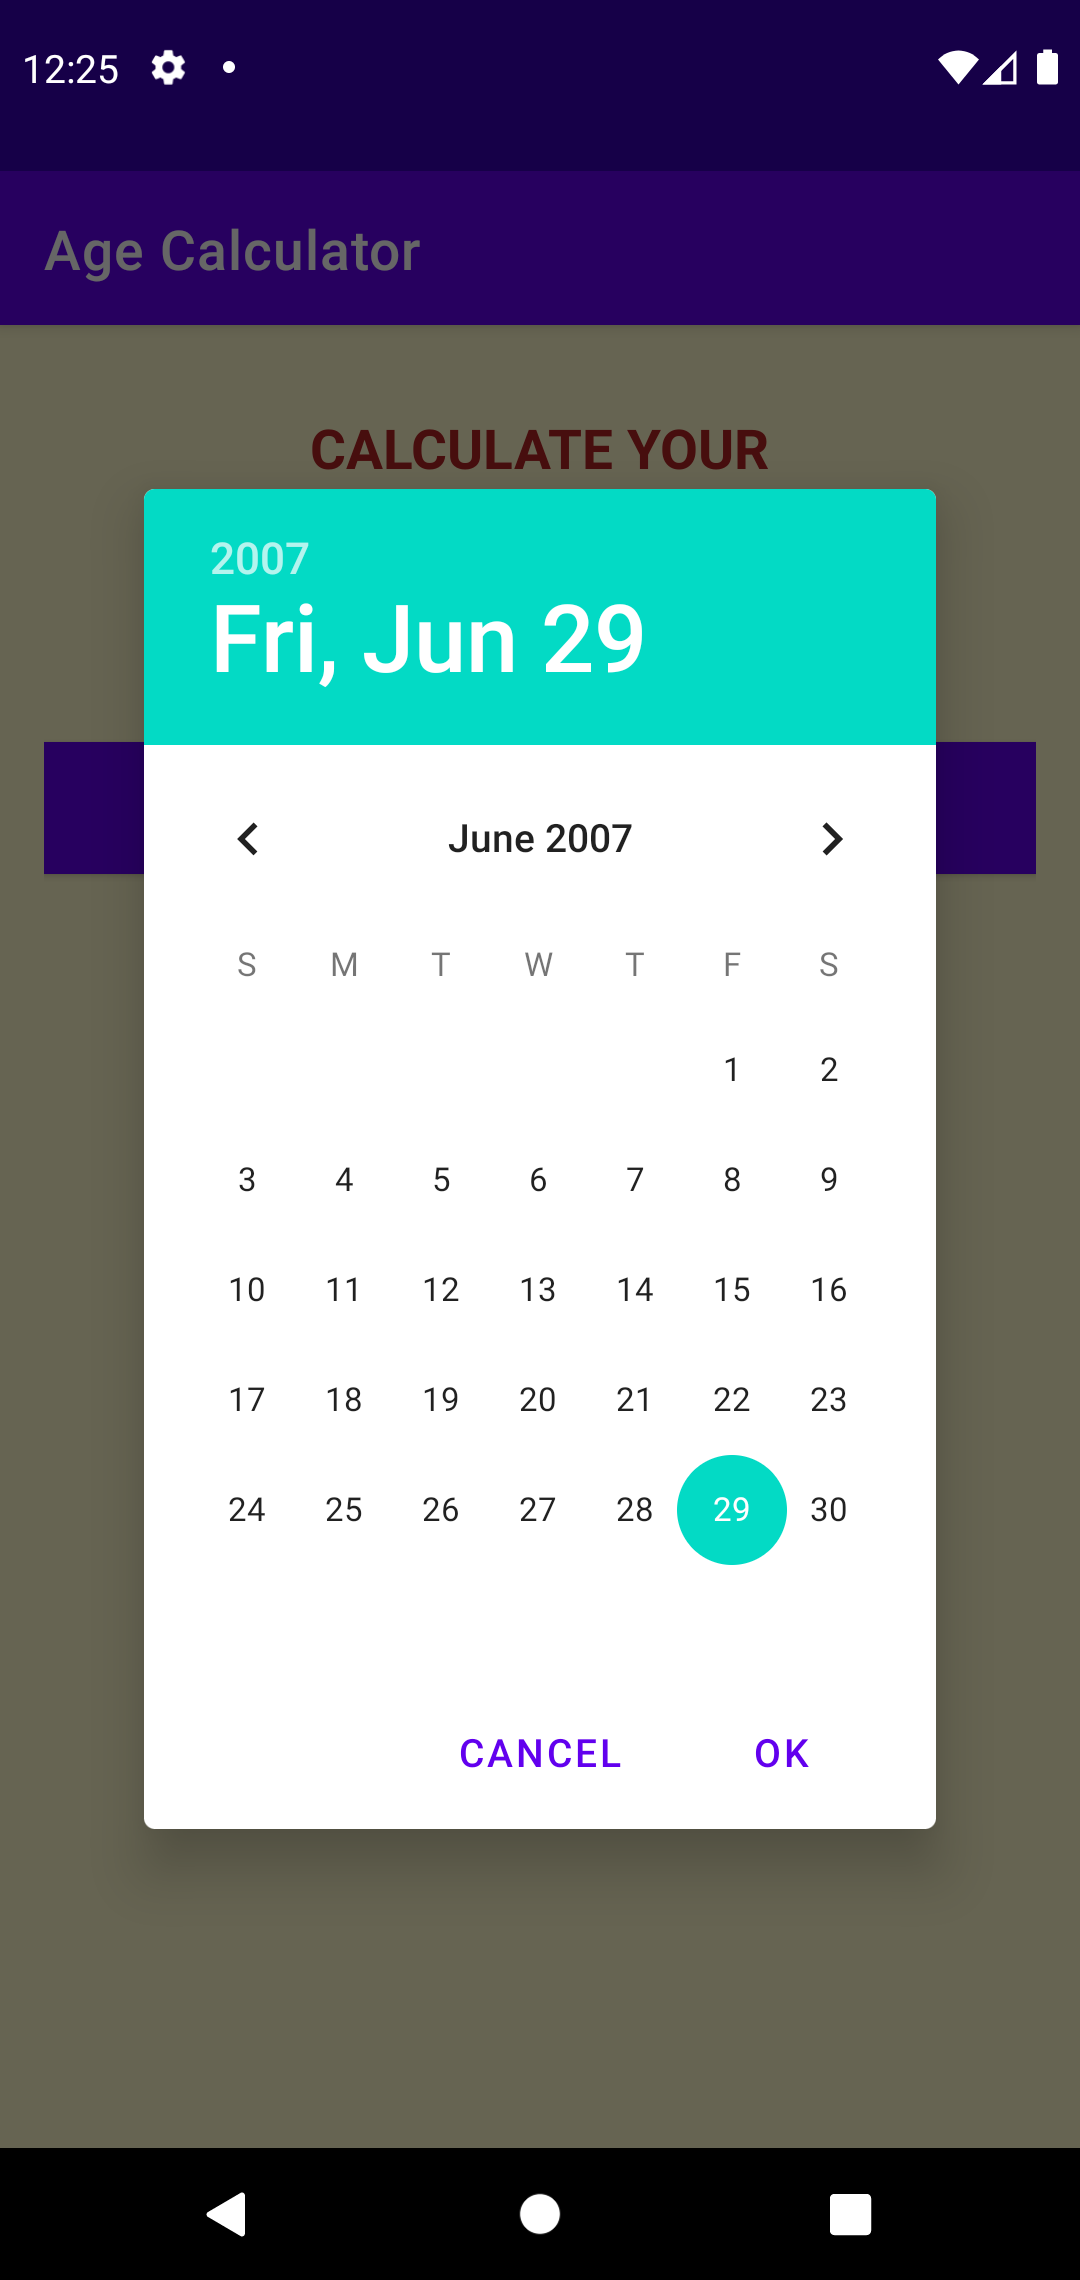 12:25
Age Calculator
CALCULATE YOUR
2007
Fri, Jun 29
June 2007
S M T W T F S
1 2
3 4 5 6 7 8 9
10 11 12 13 14 15 16
17 18 19 20 21 22 23
24 25 26 27 28 29 30
CANCEL OK